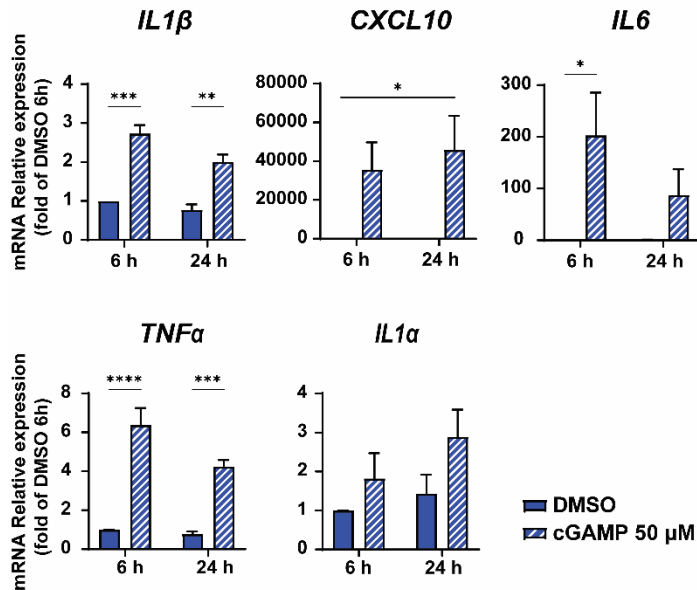 IL1β
CXCL10
IL6
mRNA Relative expression
(fold of DMSO 6h)
4
3
2
1
0
***
**
6 h
24 h
80000
60000
40000
20000
0
*
6 h
24 h
300
200
100
0
*
6 h
24 h
TNFα
IL1α
mRNA Relative expression
(fold of DMSO 6h)
8
6
4
2
0
****
***
6 h
24 h
4
3
2
1
0
6 h
24 h
DMSO
cGAMP 50 µM